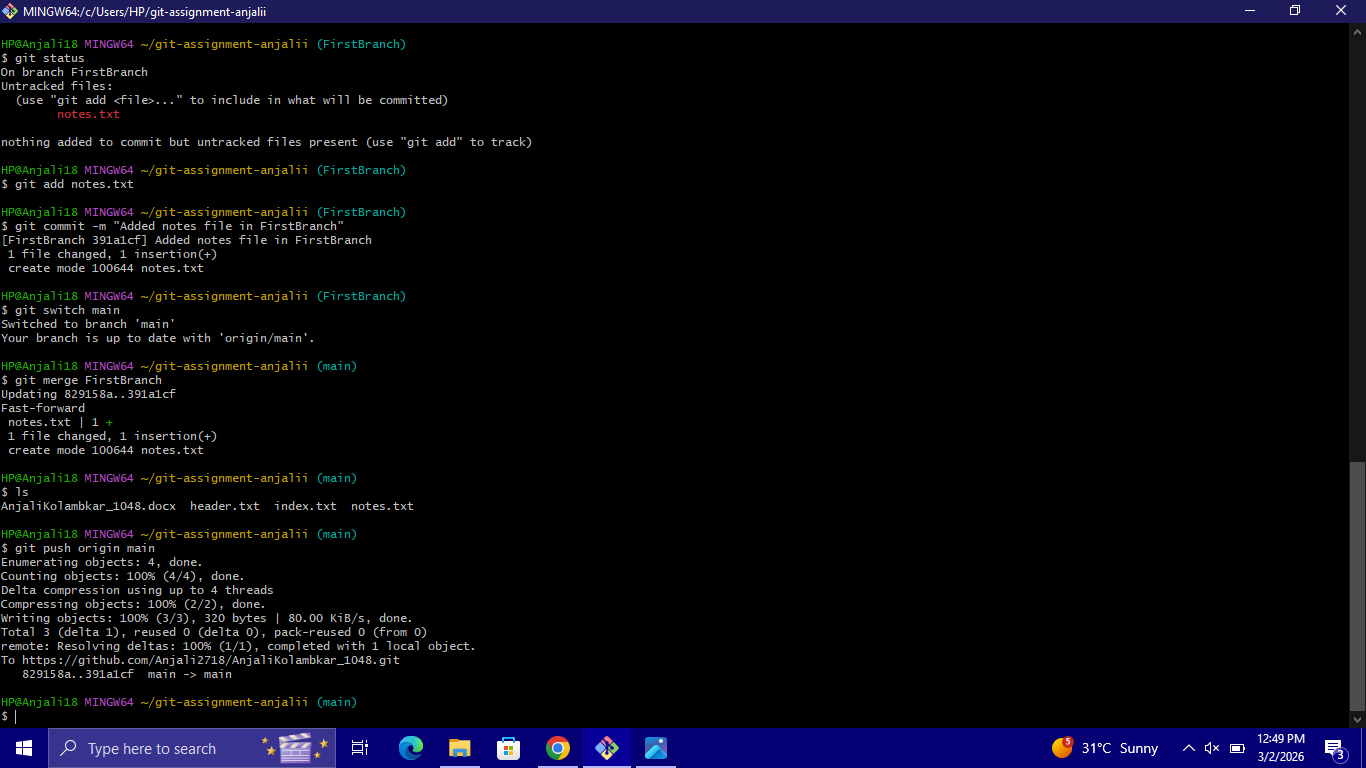 MINGW64:/c/Users/HP/git-assignment-anjalii
HP@Anjali18 MINGW64 ~/git-assignment-anjalii (FirstBranch)
$ git status
On branch FirstBranch
Untracked files:
  (use "git add <file>..." to include in what will be committed)
        notes.txt
nothing added to commit but untracked files present (use "git add" to track)
HP@Anjali18 MINGW64 ~/git-assignment-anjalii (FirstBranch)
$ git add notes.txt
HP@Anjali18 MINGW64 ~/git-assignment-anjalii (FirstBranch)
$ git commit -m "Added notes file in FirstBranch"
[FirstBranch 391a1cf] Added notes file in FirstBranch
 1 file changed, 1 insertion(+)
 create mode 100644 notes.txt
HP@Anjali18 MINGW64 ~/git-assignment-anjalii (FirstBranch)
$ git switch main
Switched to branch 'main'
Your branch is up to date with 'origin/main'.
HP@Anjali18 MINGW64 ~/git-assignment-anjalii (main)
$ git merge FirstBranch
Updating 829158a..391a1cf
Fast-forward
 notes.txt | 1 +
 1 file changed, 1 insertion(+)
 create mode 100644 notes.txt
HP@Anjali18 MINGW64 ~/git-assignment-anjalii (main)
$ ls
AnjaliKolambkar_1048.docx  header.txt  index.txt  notes.txt
HP@Anjali18 MINGW64 ~/git-assignment-anjalii (main)
$ git push origin main
Enumerating objects: 4, done.
Counting objects: 100% (4/4), done.
Delta compression using up to 4 threads
Compressing objects: 100% (2/2), done.
Writing objects: 100% (3/3), 320 bytes | 80.00 KiB/s, done.
Total 3 (delta 1), reused 0 (delta 0), pack-reused 0 (from 0)
remote: Resolving deltas: 100% (1/1), completed with 1 local object.
To https://github.com/Anjali2718/AnjaliKolambkar_1048.git
   829158a..391a1cf  main -> main
HP@Anjali18 MINGW64 ~/git-assignment-anjalii (main)
$
Type here to search
5
31°C Sunny
12:49 PM
3/2/2026
3